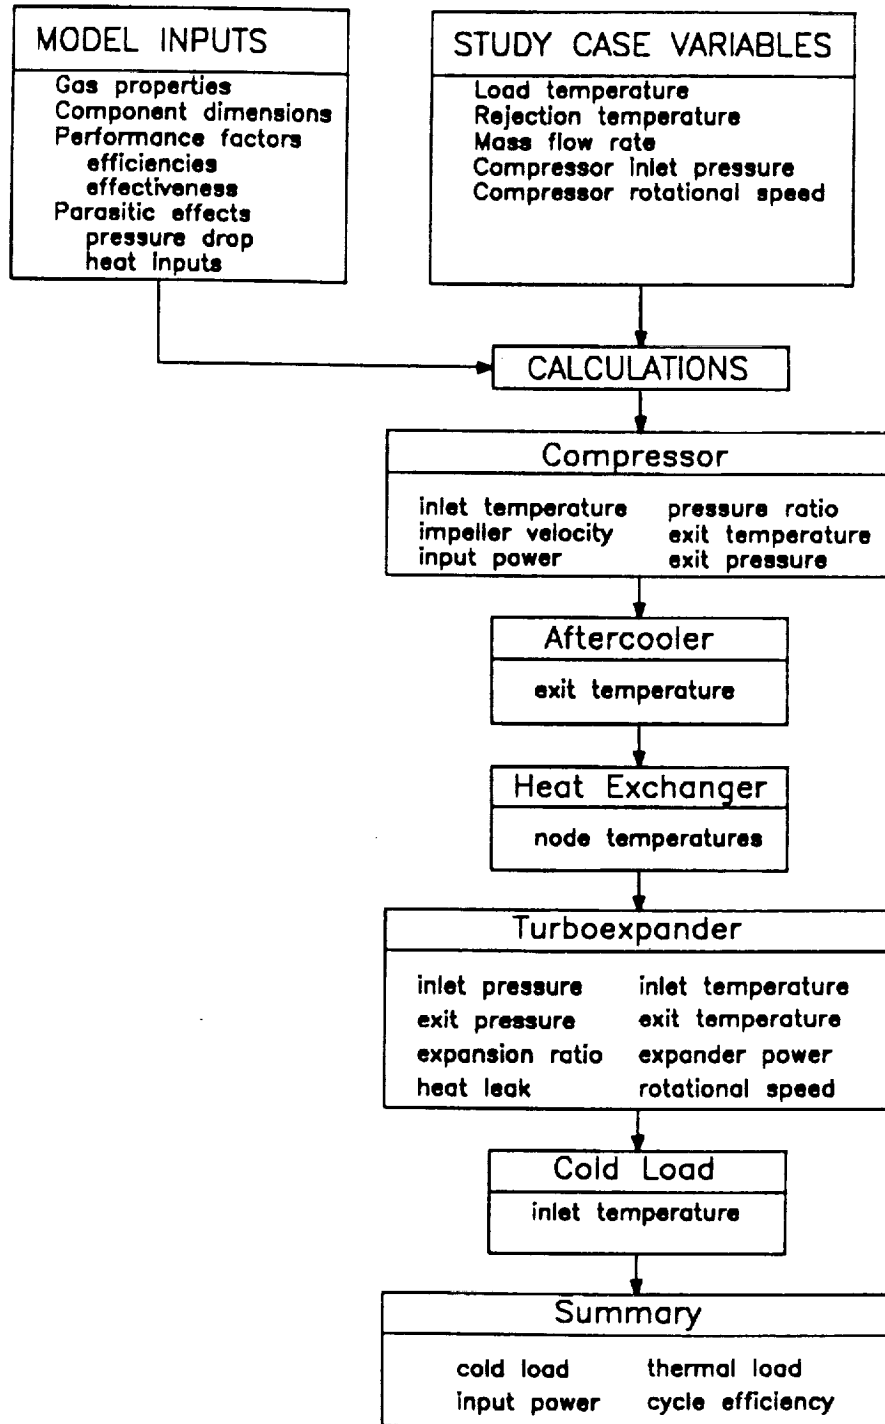 MODEL INPUTS
Gas properties
Component dimensions
Performance factors
efficiencies
effectiveness
Parasitic effects
pressure drop
heat inputs
STUDY CASE VARIABLES
Load temperature
Rejection temperature
Mass flow rate
Compressor inlet pressure
Compressor rotational speed
CALCULATIONS
Compressor
inlet temperature pressure ratio
impeller velocity exit temperature
input power exit pressure
Aftercooler
exit temperature
Heat Exchanger
node temperatures
Turboexpander
inlet pressure inlet temperature
exit pressure exit temperature
expansion ratio expander power
heat leak rotational speed
Cold Load
inlet temperature
Summary
cold load thermal load
input power cycle efficiency